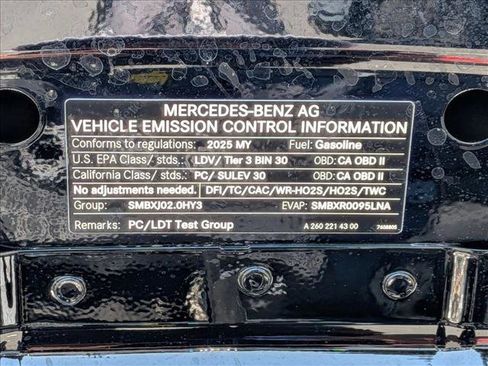 MERCEDES-BENZ AG
VEHICLE EMISSION CONTROL INFORMATION
Conforms to regulations: 2025 MY Fuel: Gasoline
U.S. EPA Class/ stds.: LDV/ Tier 3 BIN 30 OBD: CA OBD II
California Class/ stds.: PC/ SULEV 30 OBD: CA OBD II
No adjustments needed. DFI/TC/CAC/WR-HO2S/HO2S/TWC
Group: SMBXJ02.0HY3 EVAP: SMBXR0095LNA
Remarks: PC/LDT Test Group A 260 221 43 00